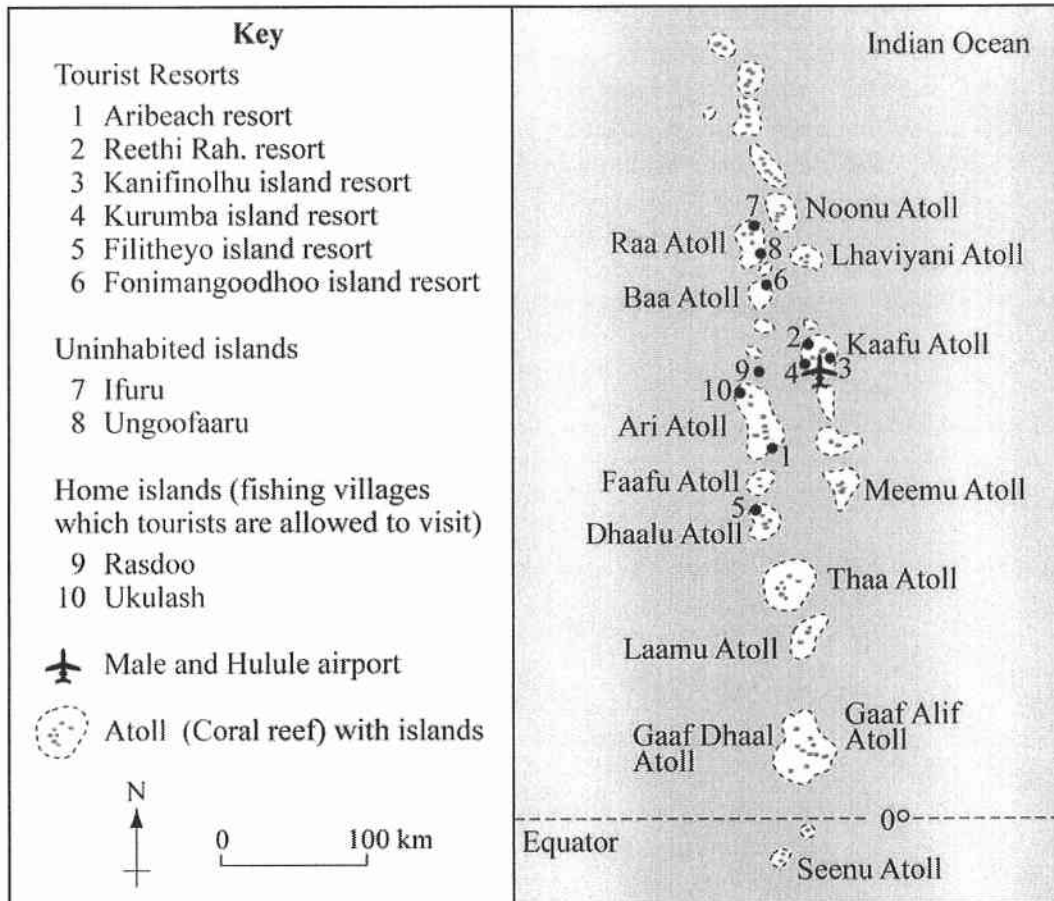 Key
Tourist Resorts
1 Aribeach resort
2 Reethi Rah. resort
3 Kanifinolhu island resort
4 Kurumba island resort
5 Filitheyo island resort
6 Fonimangoodhoo island resort
Uninhabited islands
7 Ifuru
8 Ungoofaaru
Home islands (fishing villages
which tourists are allowed to visit)
9 Rasdoo
10 Ukulash
Male and Hulule airport
Atoll (Coral reef) with islands
N
0 100 km
Indian Ocean
7
Noonu Atoll
Raa Atoll
8
Lhaviyani Atoll
6
Baa Atoll
2
Kaafu Atoll
9
4
3
10
Ari Atoll
1
Faafu Atoll
Meemu Atoll
5
Dhaalu Atoll
Thaa Atoll
Laamu Atoll
Gaaf Alif
Atoll
Gaaf Dhaal
Atoll
0°
Equator
Seenu Atoll